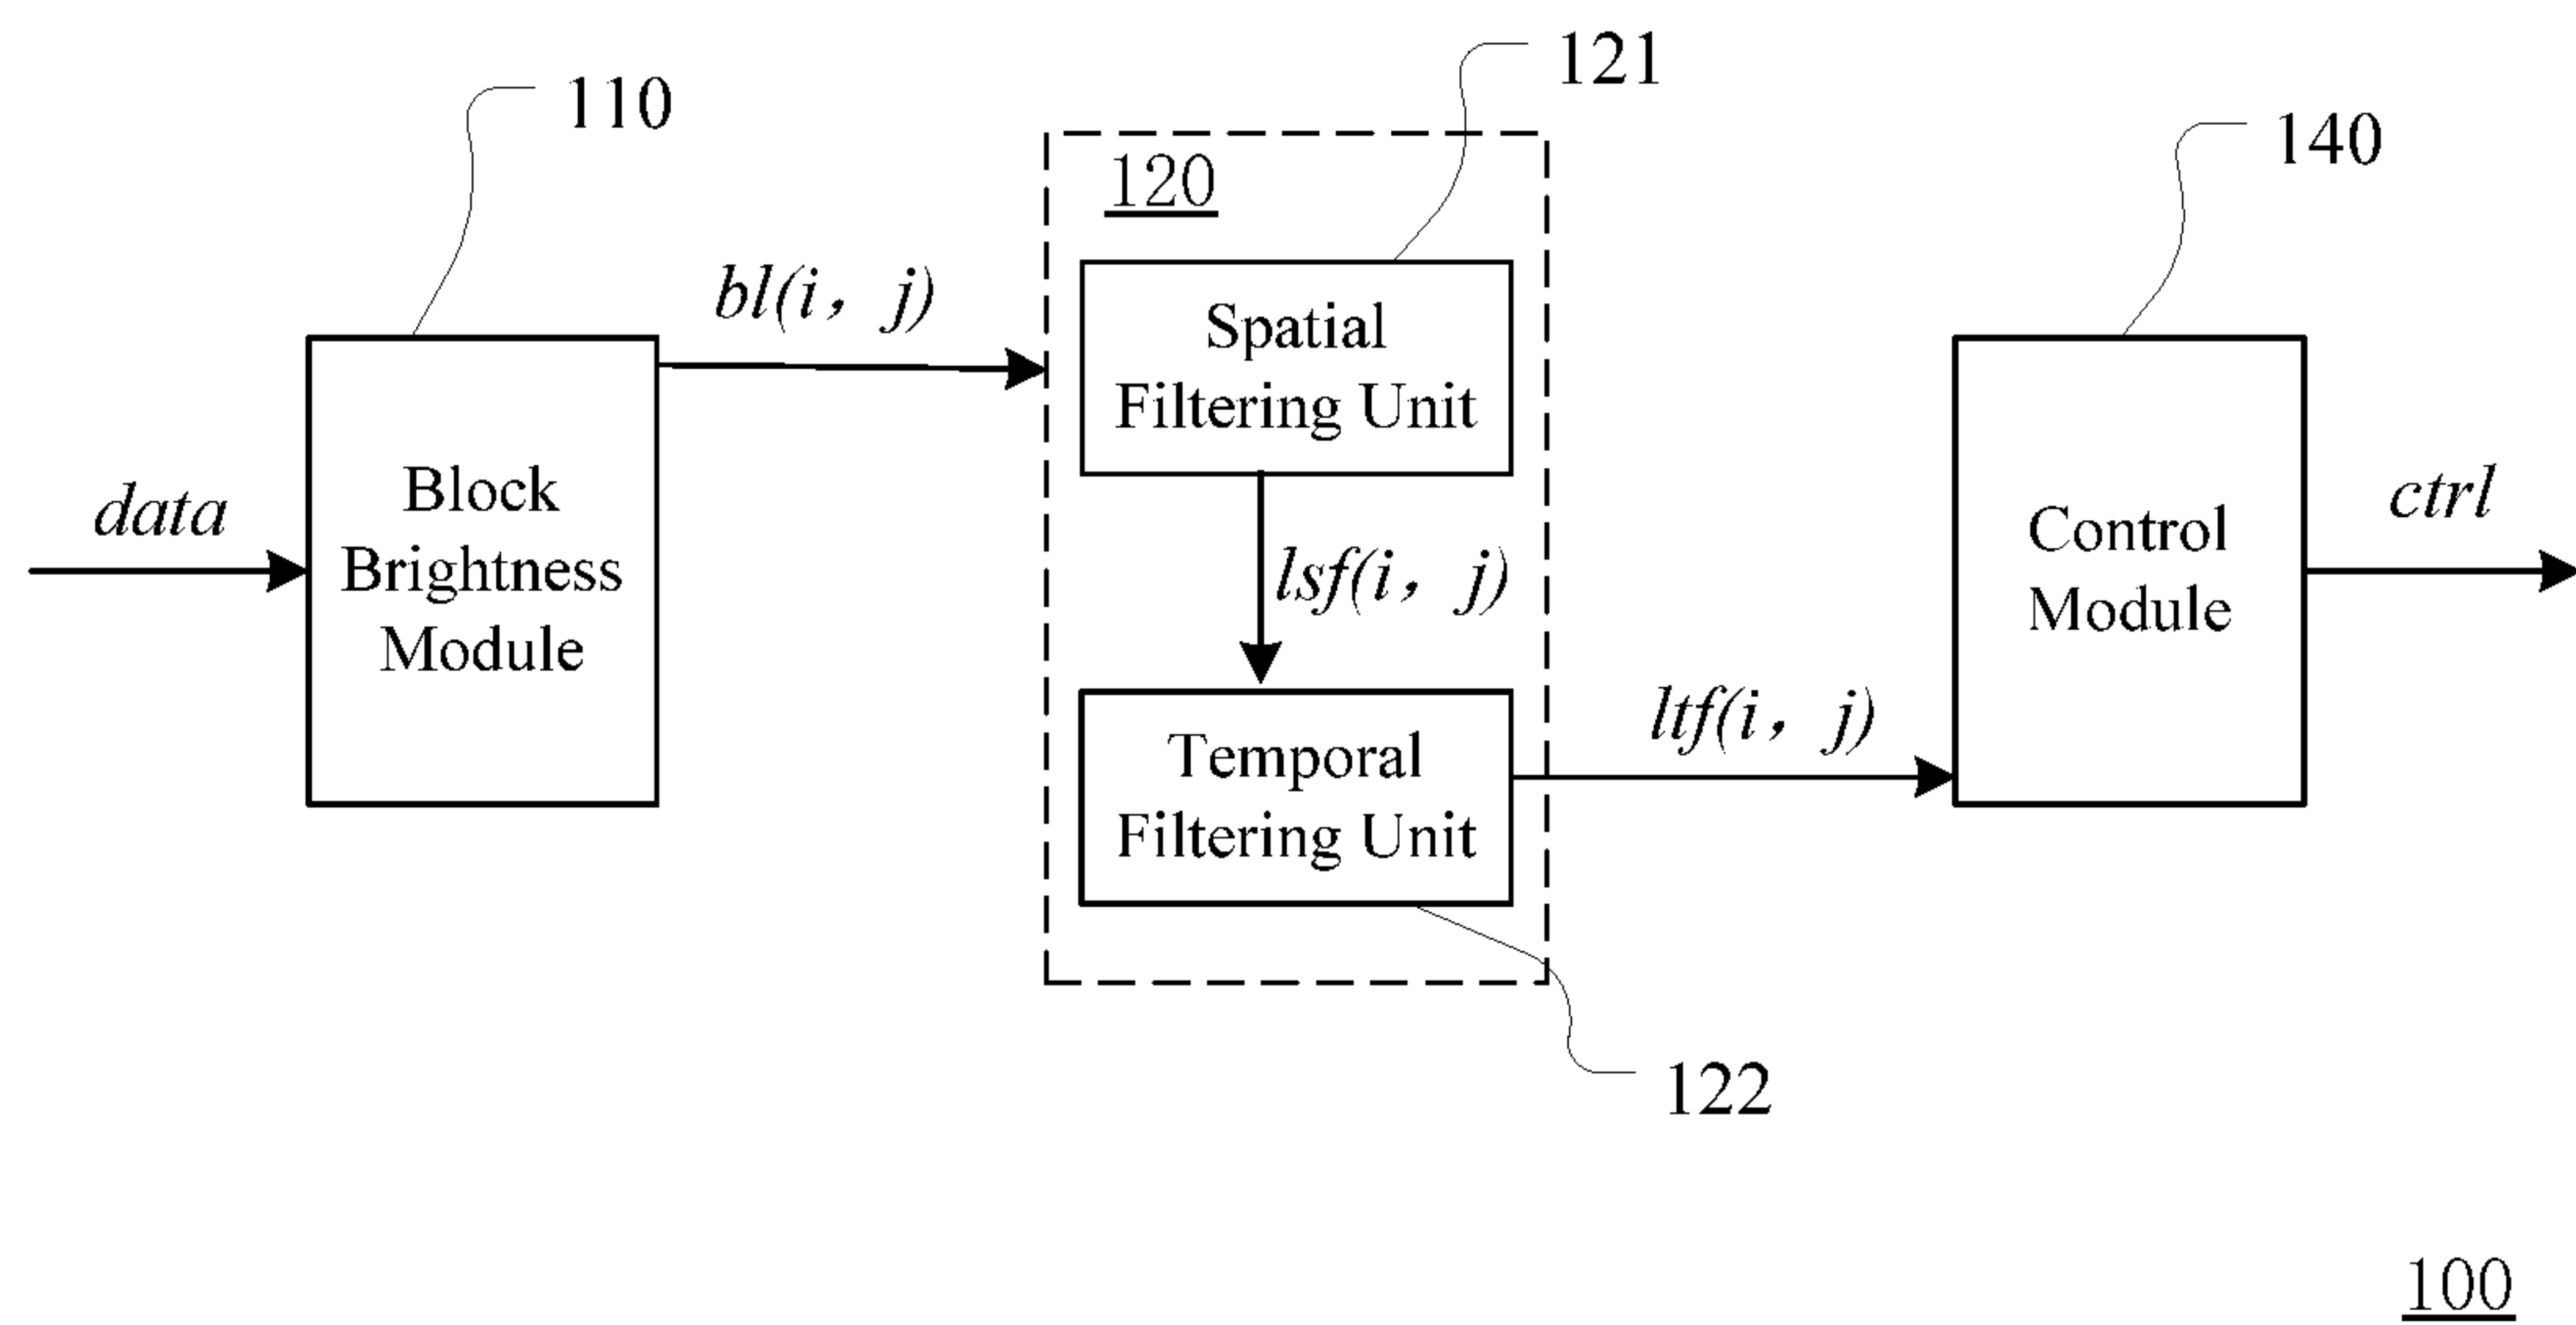 121
110
140
120
bl(i， j)
Spatial
Filtering Unit
data
Block
Brightness
Module
lsf(i， j)
Control
Module
ctrl
Temporal
Filtering Unit
ltf(i， j)
122
100